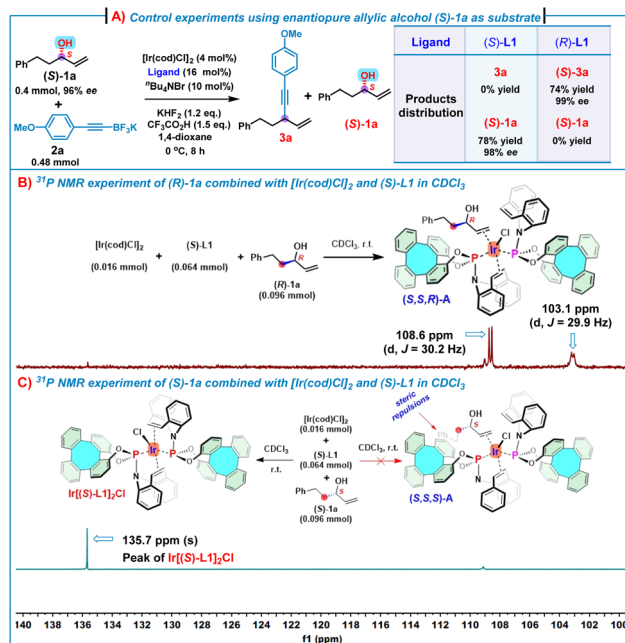 A) Control experiments using enantiopure allylic alcohol (S)-1a as substrate
OH
S
Ph
(S)-1a
0.4 mmol, 96% ee
+
MeO
BF3K
2a
0.48 mmol
[Ir(cod)Cl]2 (4 mol%)
Ligand (16 mol%)
nBu4NBr (10 mol%)
KHF2 (1.2 eq.)
CF3CO2H (1.5 eq.)
1,4-dioxane
0 °C, 8 h
MeO
Ph
3a
+
OH
S
Ph
(S)-1a
Ligand (S)-L1 (R)-L1
Products distribution
3a
0% yield
(S)-3a
74% yield
99% ee
(S)-1a
78% yield
98% ee
(S)-1a
0% yield
B) 31P NMR experiment of (R)-1a combined with [Ir(cod)Cl]2 and (S)-L1 in CDCl3
[Ir(cod)Cl]2
(0.016 mmol)
+
(S)-L1
(0.064 mmol)
+
OH
Ph
R
(R)-1a
(0.096 mmol)
CDCl3, r.t.
OH
Ph
R
Cl
Ph
N
Ir
O
P
P
O
O
O
N
(S,S,R)-A
108.6 ppm
(d, J = 30.2 Hz)
103.1 ppm
(d, J = 29.9 Hz)
C) 31P NMR experiment of (S)-1a combined with [Ir(cod)Cl]2 and (S)-L1 in CDCl3
Cl
N
Ir
O
P
P
O
O
O
N
Ir[(S)-L1]2Cl
CDCl3
r.t.
[Ir(cod)Cl]2
(0.016 mmol)
+
(S)-L1
(0.064 mmol)
+
OH
Ph
S
(S)-1a
(0.096 mmol)
CDCl3, r.t.
steric
repulsions
OH
Ph
S
Cl
N
Ir
O
P
P
O
O
O
N
(S,S,S)-A
135.7 ppm (s)
Peak of Ir[(S)-L1]2Cl
140 138 136 134 132 130 128 126 124 122 120 118 116 114 112 110 108 106 104 102 100
f1 (ppm)